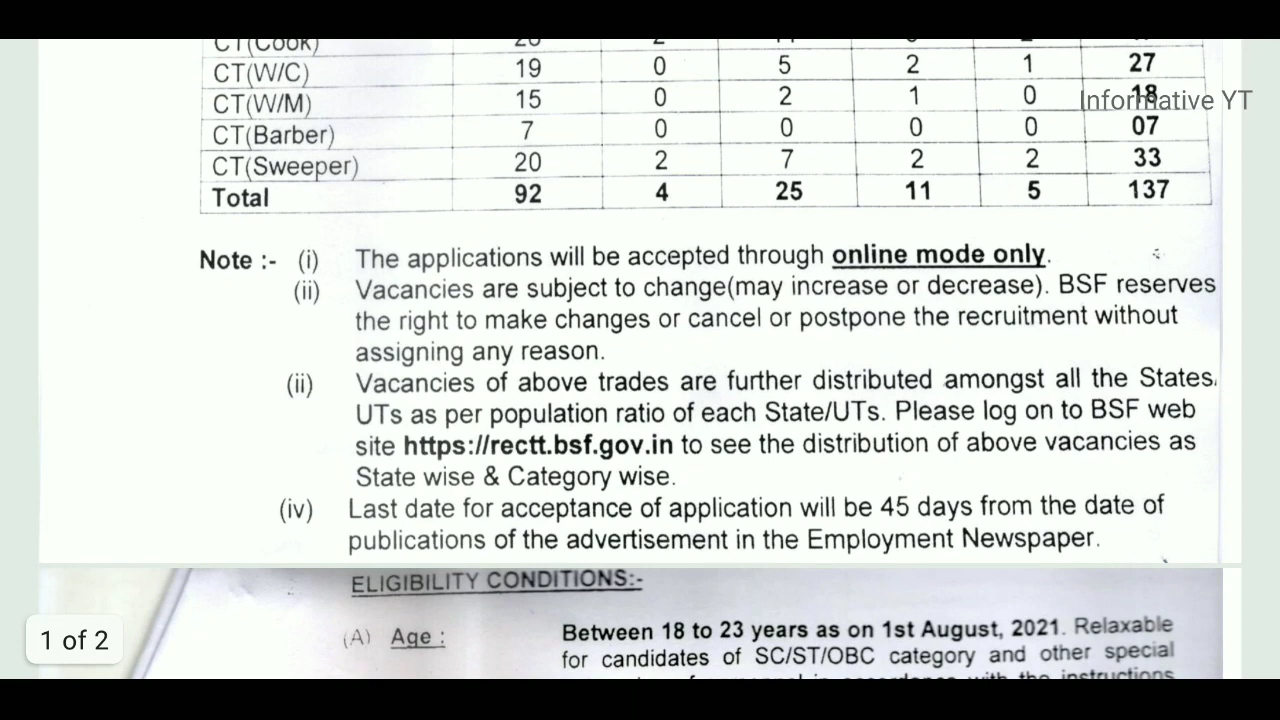 CT(Cook)
CT(W/C) 19 0 5 2 1 27
CT(W/M) 15 0 2 1 0 18
Informative YT
CT(Barber) 7 0 0 0 0 07
CT(Sweeper) 20 2 7 2 2 33
Total 92 4 25 11 5 137
Note :- (i) The applications will be accepted through online mode only.
(ii) Vacancies are subject to change(may increase or decrease). BSF reserves
the right to make changes or cancel or postpone the recruitment without
assigning any reason.
(ii) Vacancies of above trades are further distributed amongst all the States
UTs as per population ratio of each State/UTs. Please log on to BSF web
site https://rectt.bsf.gov.in to see the distribution of above vacancies as
State wise & Category wise.
(iv) Last date for acceptance of application will be 45 days from the date of
publications of the advertisement in the Employment Newspaper.
ELIGIBILITY CONDITIONS:-
(A) Age : Between 18 to 23 years as on 1st August, 2021. Relaxable
1 of 2
for candidates of SC/ST/OBC category and other special